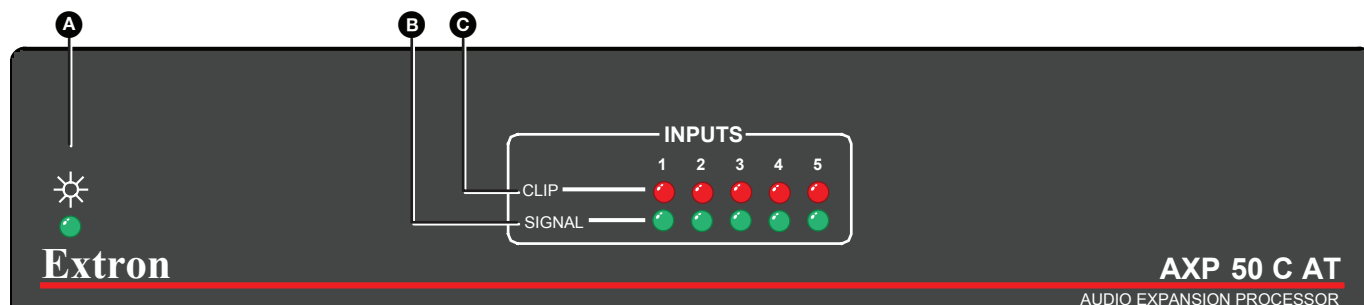 A B C
INPUTS
1 2 3 4 5
CLIP
SIGNAL
Extron
AXP 50 C AT
AUDIO EXPANSION PROCESSOR